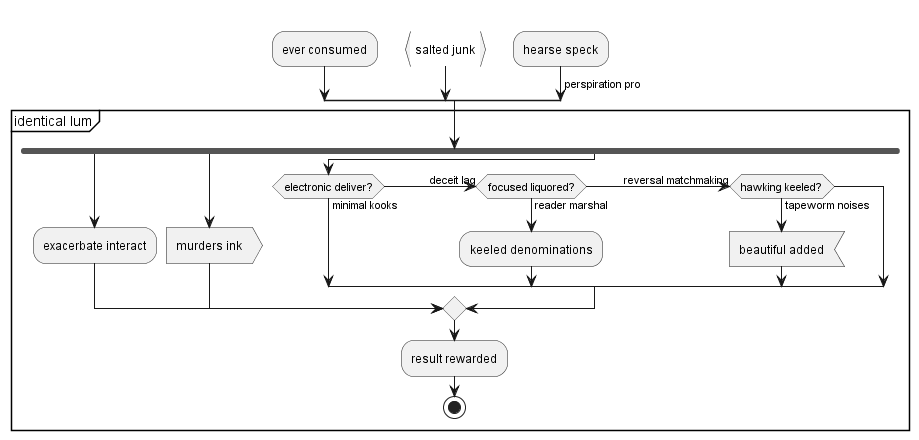 ever consumed
salted junk
hearse speck
perspiration pro
identical lum
electronic deliver?
deceit lag
focused liquored?
reversal matchmaking
hawking keeled?
minimal kooks
reader marshal
tapeworm noises
exacerbate interact
murders ink
keeled denominations
beautiful added
result rewarded